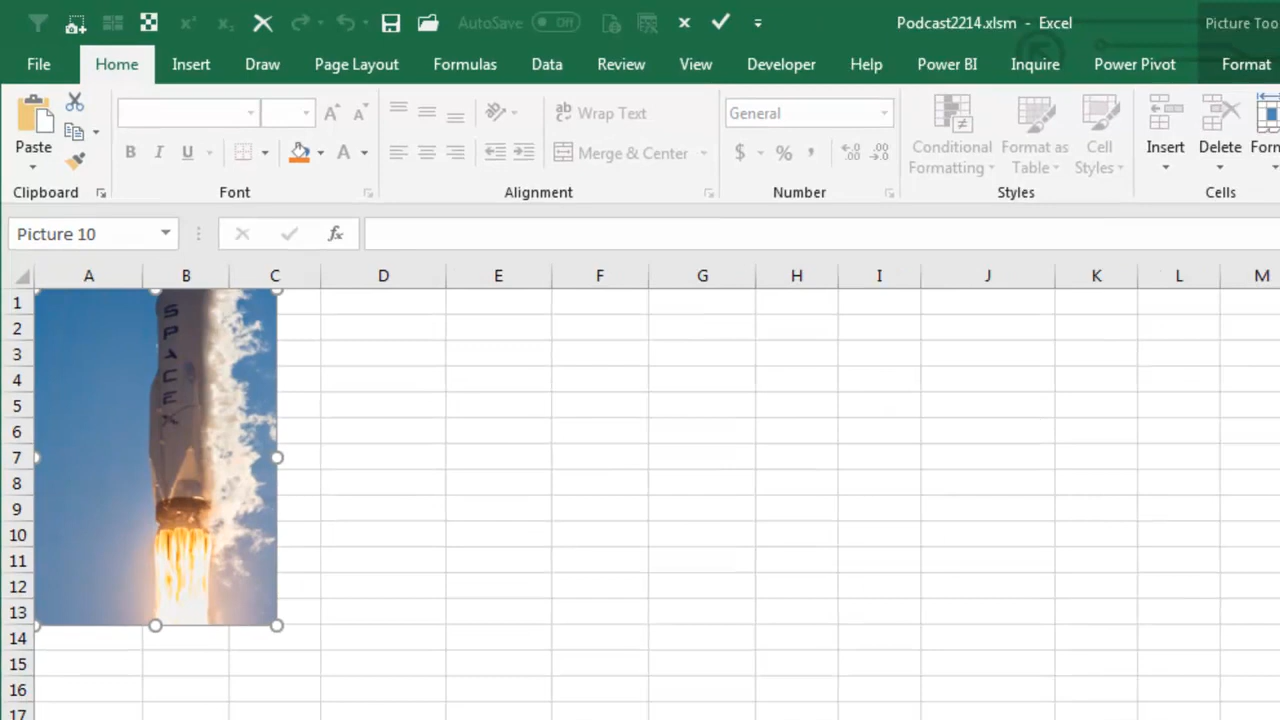 AutoSave Off Podcast2214.xlsm - Excel Picture Too
File Home Insert Draw Page Layout Formulas Data Review View Developer Help Power BI Inquire Power Pivot Format
General
Wrap Text
Merge & Center
Paste
B I U A $ % ,
Conditional Formatting
Format as Table
Cell Styles
Insert Delete Form
Clipboard Font Alignment Number Styles Cells
Picture 10 fx
A B C D E F G H I J K L M
1
2
3
4
5
6
7
8
9
10
11
12
13
14
15
16
17
SPACEX